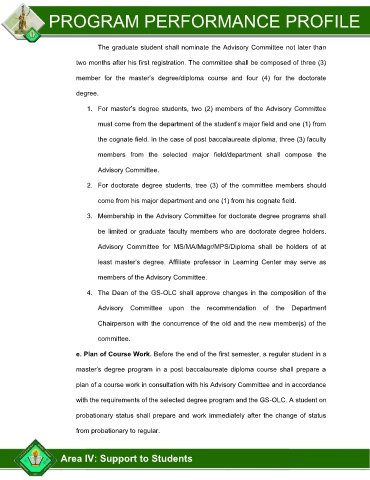 PROGRAM PERFORMANCE PROFILE
The graduate student shall nominate the Advisory Committee not later than
two months after his first registration. The committee shall be composed of three (3)
member for the master's degree/diploma course and four (4) for the doctorate
degree.
1. For master's degree students, two (2) members of the Advisory Committee
must come from the department of the student's major field and one (1) from
the cognate field. In the case of post baccalaureate diploma, three (3) faculty
members from the selected major field/department shall compose the
Advisory Committee.
2. For doctorate degree students, tree (3) of the committee members should
come from his major department and one (1) from his cognate field.
3. Membership in the Advisory Committee for doctorate degree programs shall
be limited or graduate faculty members who are doctorate degree holders.
Advisory Committee for MS/MA/Magr/MPS/Diploma shall be holders of at
least master's degree. Affiliate professor in Learning Center may serve as
members of the Advisory Committee.
4. The Dean of the GS-OLC shall approve changes in the composition of the
Advisory Committee upon the recommendation of the Department
Chairperson with the concurrence of the old and the new member(s) of the
committee.
e. Plan of Course Work. Before the end of the first semester, a regular student in a
master's degree program in a post baccalaureate diploma course shall prepare a
plan of a course work in consultation with his Advisory Committee and in accordance
with the requirements of the selected degree program and the GS-OLC. A student on
probationary status shall prepare and work immediately after the change of status
from probationary to regular.
Area IV: Support to Students